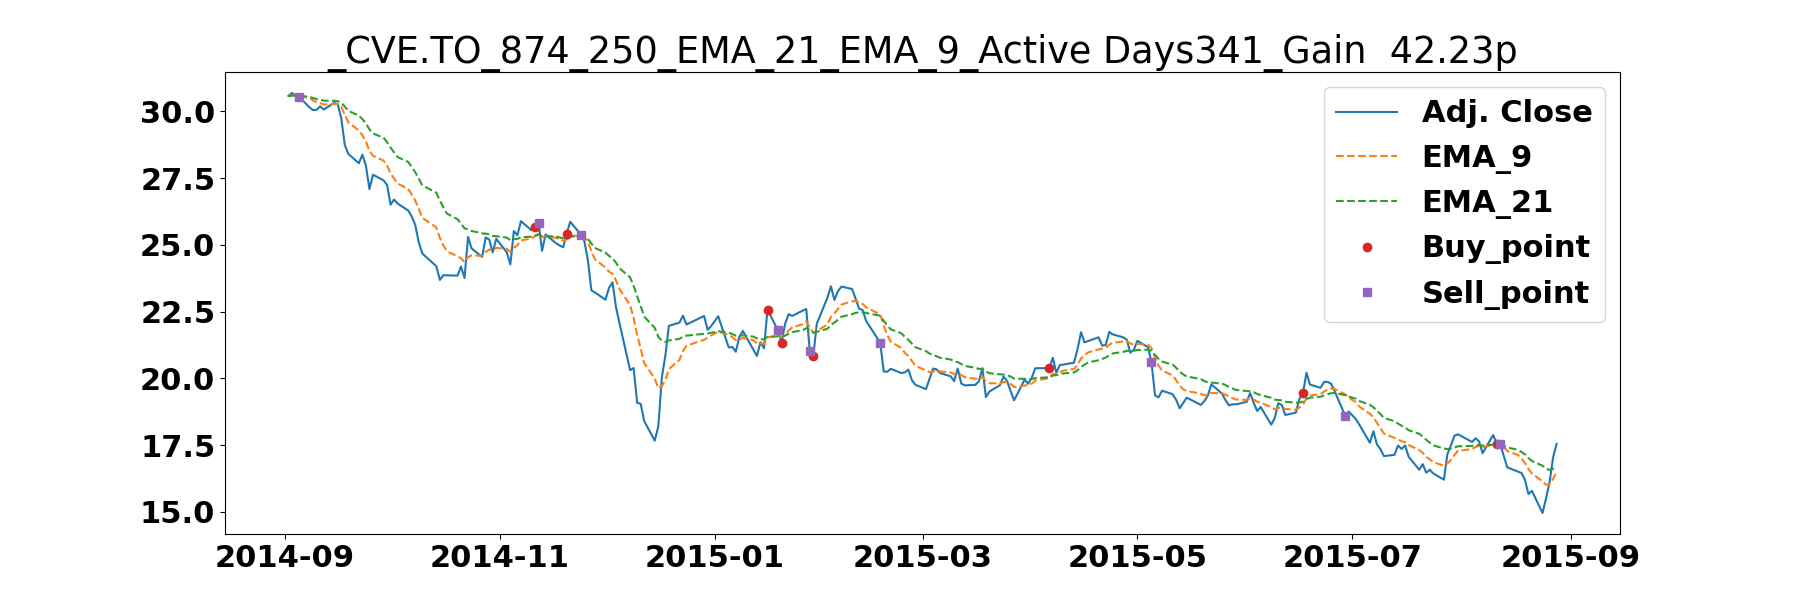 _CVE.TO_874_250_EMA_21_EMA_9_Active Days341_Gain  42.23p
30.0
27.5
25.0
22.5
20.0
17.5
15.0
Adj. Close
EMA_9
EMA_21
Buy_point
Sell_point
2014-09 2014-11 2015-01 2015-03 2015-05 2015-07 2015-09